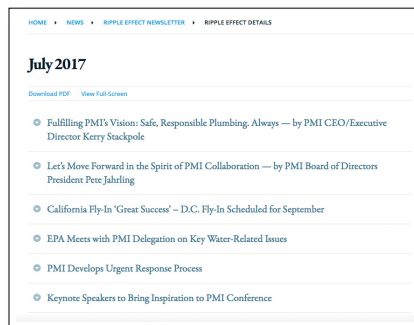 HOME ▸ NEWS ▸ RIPPLE EFFECT NEWSLETTER ▸ RIPPLE EFFECT DETAILS
July 2017
Download PDF View Full-Screen
Fulfilling PMI's Vision: Safe, Responsible Plumbing. Always — by PMI CEO/Executive
Director Kerry Stackpole
Let's Move Forward in the Spirit of PMI Collaboration — by PMI Board of Directors
President Pete Jahrling
California Fly-In 'Great Success' – D.C. Fly-In Scheduled for September
EPA Meets with PMI Delegation on Key Water-Related Issues
PMI Develops Urgent Response Process
Keynote Speakers to Bring Inspiration to PMI Conference